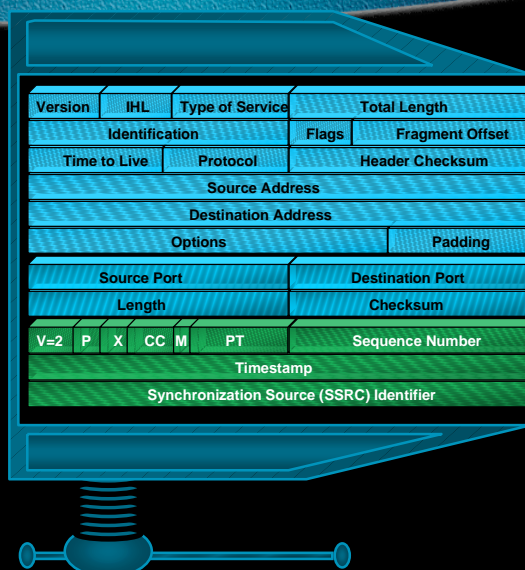 Version IHL Type of Service Total Length
Identification Flags Fragment Offset
Time to Live Protocol Header Checksum
Source Address
Destination Address
Options Padding
Source Port Destination Port
Length Checksum
V=2 P X CC M PT Sequence Number
Timestamp
Synchronization Source (SSRC) Identifier